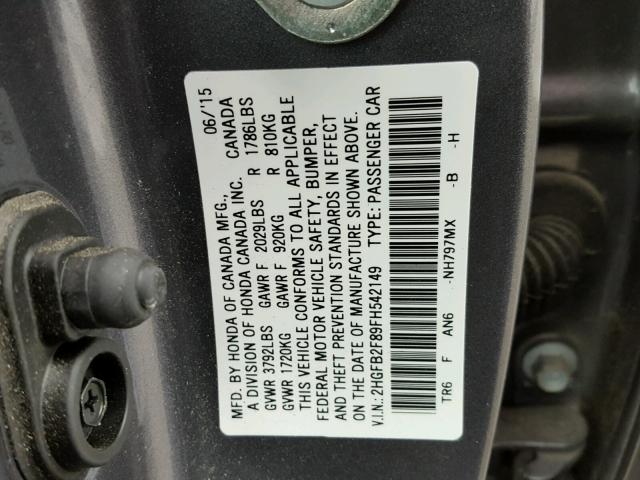 MFD. BY HONDA OF CANADA MFG., 06/'15
A DIVISION OF HONDA CANADA INC. CANADA
GVWR 3792LBS GAWR F 2029LBS R 1786LBS
GVWR 1720KG GAWR F 920KG R 810KG
THIS VEHICLE CONFORMS TO ALL APPLICABLE
FEDERAL MOTOR VEHICLE SAFETY, BUMPER,
AND THEFT PREVENTION STANDARDS IN EFFECT
ON THE DATE OF MANUFACTURE SHOWN ABOVE.
V.I.N.: 2HGFB2F89FH542149 TYPE: PASSENGER CAR
TR6 F AN6 -NH797MX -B -H